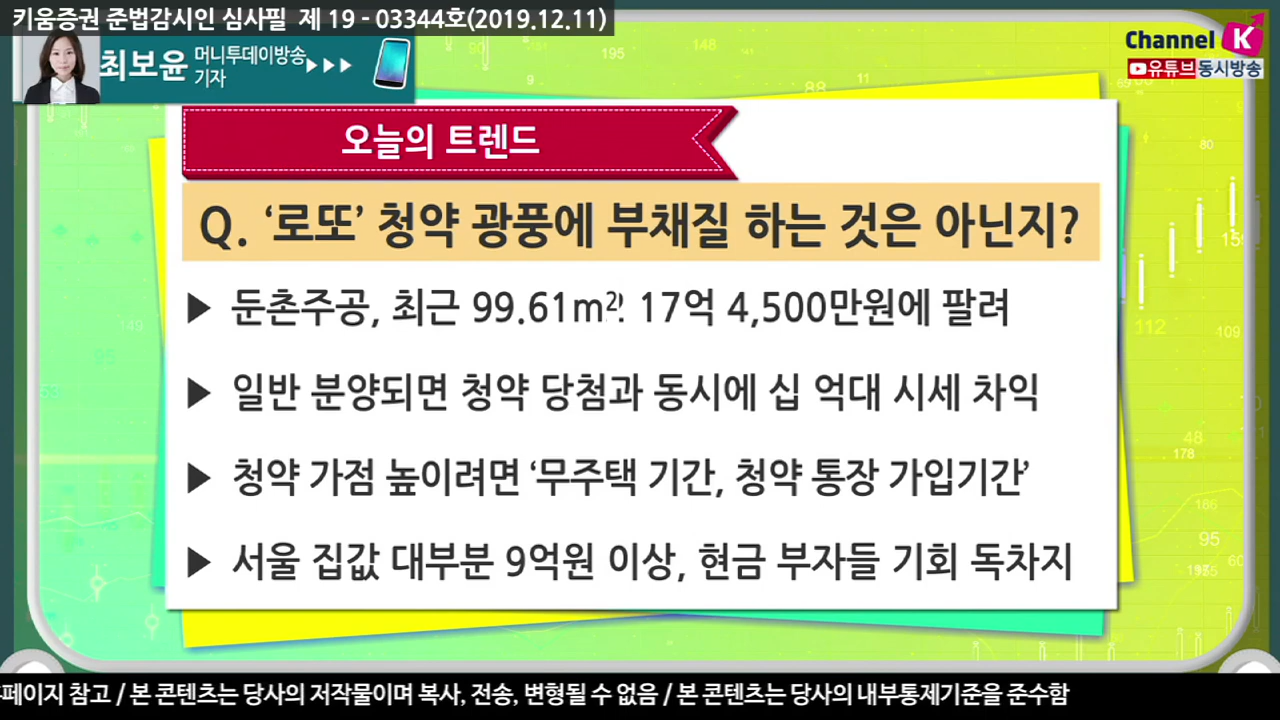 키움증권 준법감시인 심사필 제 19 - 03344호(2019.12.11)
최보윤 머니투데이방송 기자
Channel K
유튜브동시방송
오늘의 트렌드
Q. ‘로또’ 청약 광풍에 부채질 하는 것은 아닌지?
▶ 둔촌주공, 최근 99.61m² 17억 4,500만원에 팔려
▶ 일반 분양되면 청약 당첨과 동시에 십 억대 시세 차익
▶ 청약 가점 높이려면 ‘무주택 기간, 청약 통장 가입기간’
▶ 서울 집값 대부분 9억원 이상, 현금 부자들 기회 독차지
페이지 참고 / 본 콘텐츠는 당사의 저작물이며 복사, 전송, 변형될 수 없음 / 본 콘텐츠는 당사의 내부통제기준을 준수함